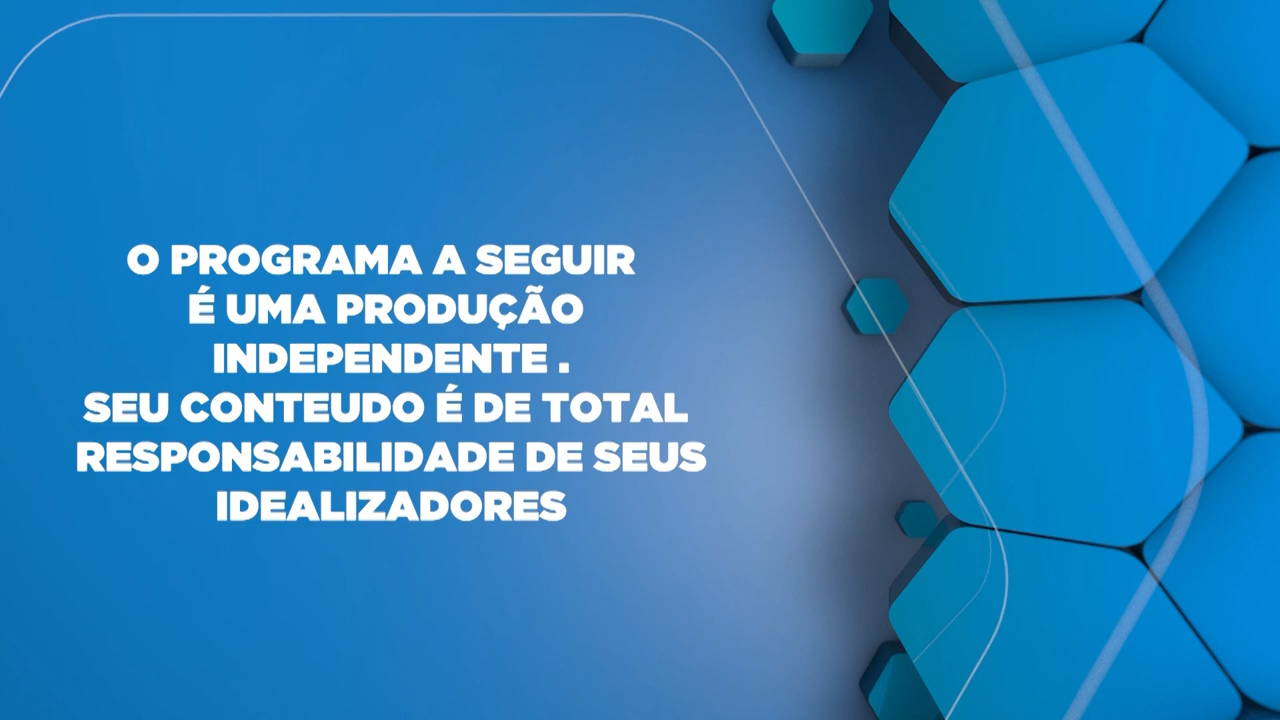 O PROGRAMA A SEGUIR
É UMA PRODUÇÃO
INDEPENDENTE .
SEU CONTEUDO É DE TOTAL
RESPONSABILIDADE DE SEUS
IDEALIZADORES